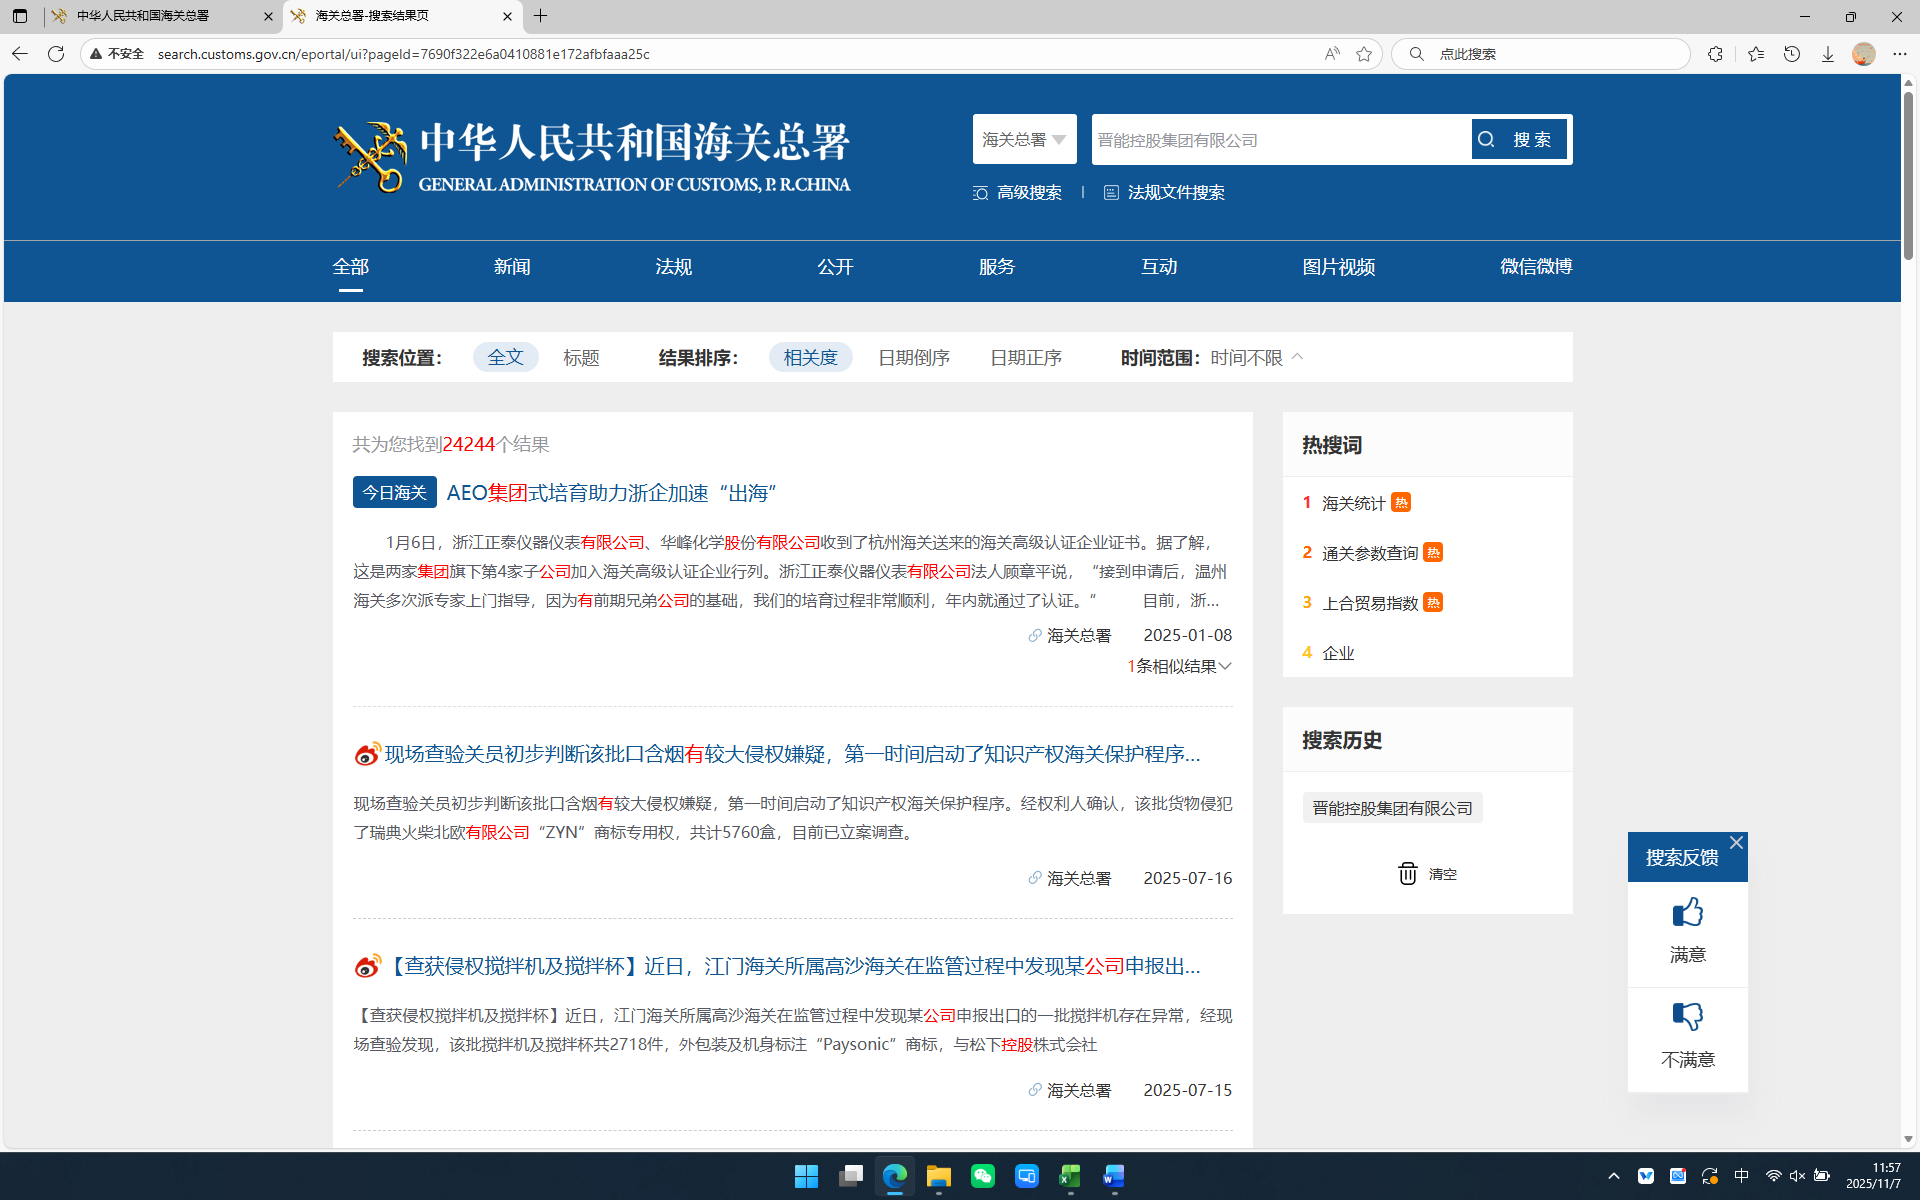 中华人民共和国海关总署
海关总署-搜索结果页
不安全
search.customs.gov.cn/eportal/ui?pageId=7690f322e6a0410881e172afbfaaa25c
点此搜索
中华人民共和国海关总署
GENERAL ADMINISTRATION OF CUSTOMS, P. R.CHINA
海关总署
晋能控股集团有限公司
搜 索
高级搜索
法规文件搜索
全部 新闻 法规 公开 服务 互动 图片视频 微信微博
搜索位置： 全文 标题 结果排序： 相关度 日期倒序 日期正序 时间范围： 时间不限
共为您找到24244个结果
今日海关 AEO集团式培育助力浙企加速“出海”
1月6日，浙江正泰仪器仪表有限公司、华峰化学股份有限公司收到了杭州海关送来的海关高级认证企业证书。据了解，
这是两家集团旗下第4家子公司加入海关高级认证企业行列。浙江正泰仪器仪表有限公司法人顾章平说，“接到申请后，温州
海关多次派专家上门指导，因为有前期兄弟公司的基础，我们的培育过程非常顺利，年内就通过了认证。” 目前，浙...
海关总署 2025-01-08
1条相似结果
现场查验关员初步判断该批口含烟有较大侵权嫌疑，第一时间启动了知识产权海关保护程序...
现场查验关员初步判断该批口含烟有较大侵权嫌疑，第一时间启动了知识产权海关保护程序。经权利人确认，该批货物侵犯
了瑞典火柴北欧有限公司“ZYN”商标专用权，共计5760盒，目前已立案调查。
海关总署 2025-07-16
【查获侵权搅拌机及搅拌杯】近日，江门海关所属高沙海关在监管过程中发现某公司申报出...
【查获侵权搅拌机及搅拌杯】近日，江门海关所属高沙海关在监管过程中发现某公司申报出口的一批搅拌机存在异常，经现
场查验发现，该批搅拌机及搅拌杯共2718件，外包装及机身标注“Paysonic”商标，与松下控股株式会社
海关总署 2025-07-15
热搜词
1 海关统计 热
2 通关参数查询 热
3 上合贸易指数 热
4 企业
搜索历史
晋能控股集团有限公司
清空
搜索反馈
满意
不满意
中
11:57
2025/11/7